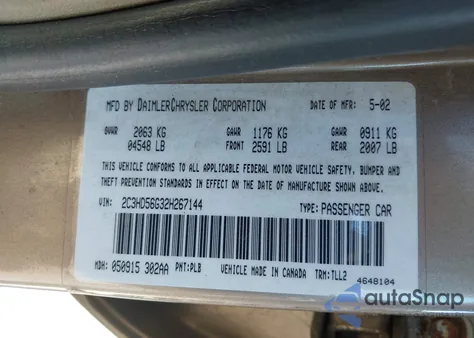 MFD BY DAIMLERCHRYSLER CORPORATION DATE OF MFR: 5-02
GVWR 2063 KG GAWR 1176 KG GAWR 0911 KG
04548 LB FRONT 2591 LB REAR 2007 LB
THIS VEHICLE CONFORMS TO ALL APPLICABLE FEDERAL MOTOR VEHICLE SAFETY, BUMPER AND
THEFT PREVENTION STANDARDS IN EFFECT ON THE DATE OF MANUFACTURE SHOWN ABOVE.
VIN: 2C3HD56G32H267144 TYPE: PASSENGER CAR
MDH: 050915 302AA PNT: PLB VEHICLE MADE IN CANADA TRM: TLL2
4648104
autoSnap